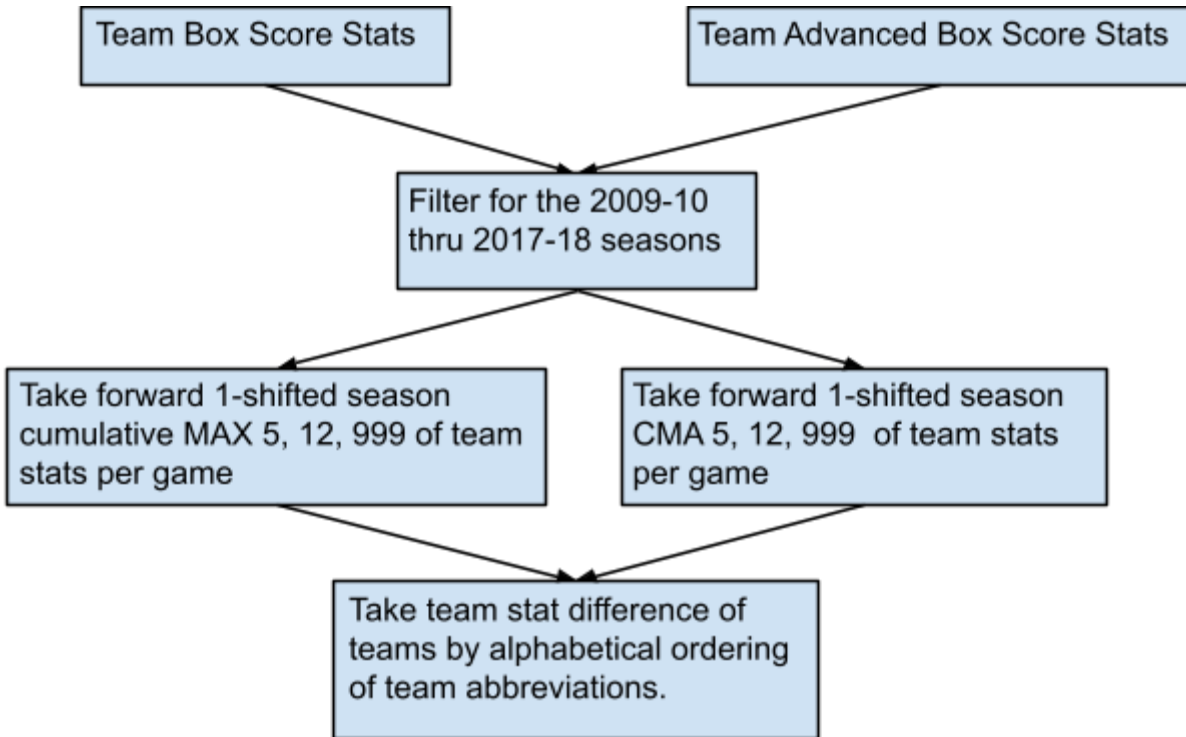 Team Box Score Stats
Team Advanced Box Score Stats
Filter for the 2009-10
thru 2017-18 seasons
Take forward 1-shifted season
cumulative MAX 5, 12, 999 of team
stats per game
Take forward 1-shifted season
CMA 5, 12, 999 of team stats
per game
Take team stat difference of
teams by alphabetical ordering
of team abbreviations.